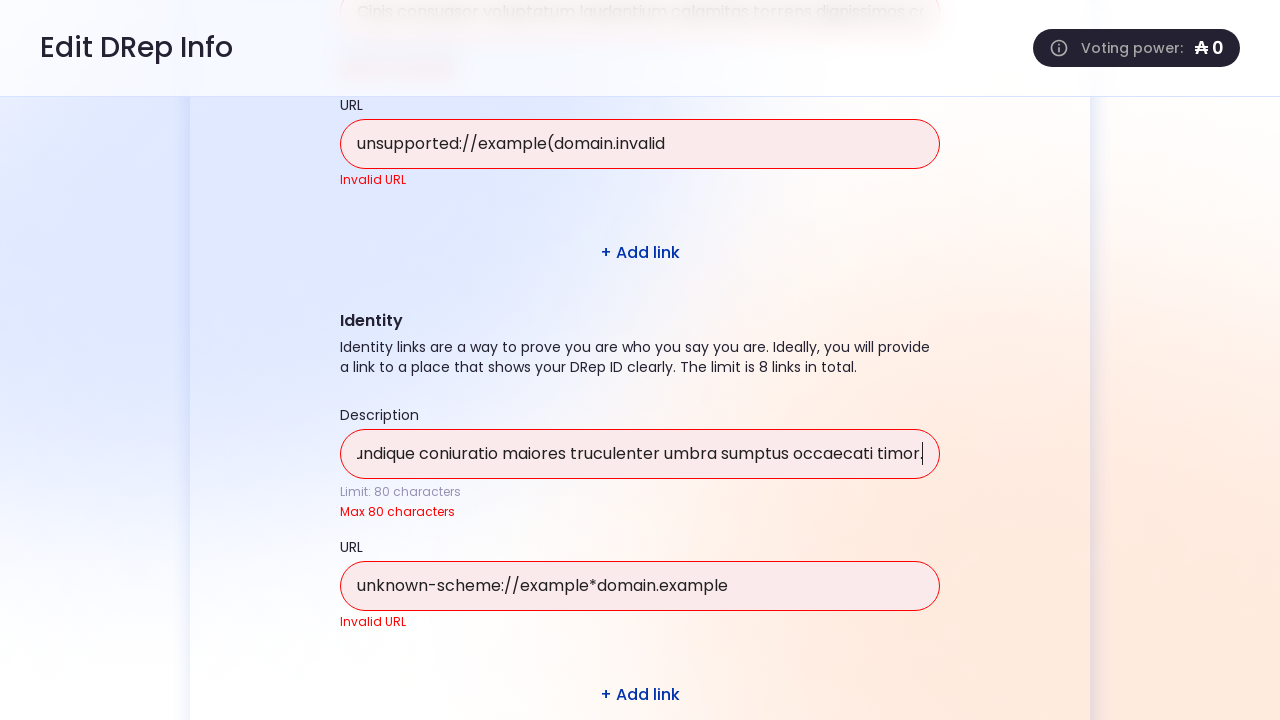 Edit DRep Info
Voting power: ₳ 0
URL
unsupported://example(domain.invalid
Invalid URL
+ Add link
Identity
Identity links are a way to prove you are who you say you are. Ideally, you will provide
a link to a place that shows your DRep ID clearly. The limit is 8 links in total.
Description
undique coniuratio maiores truculenter umbra sumptus occaecati timor.
Limit: 80 characters
Max 80 characters
URL
unknown-scheme://example*domain.example
Invalid URL
+ Add link